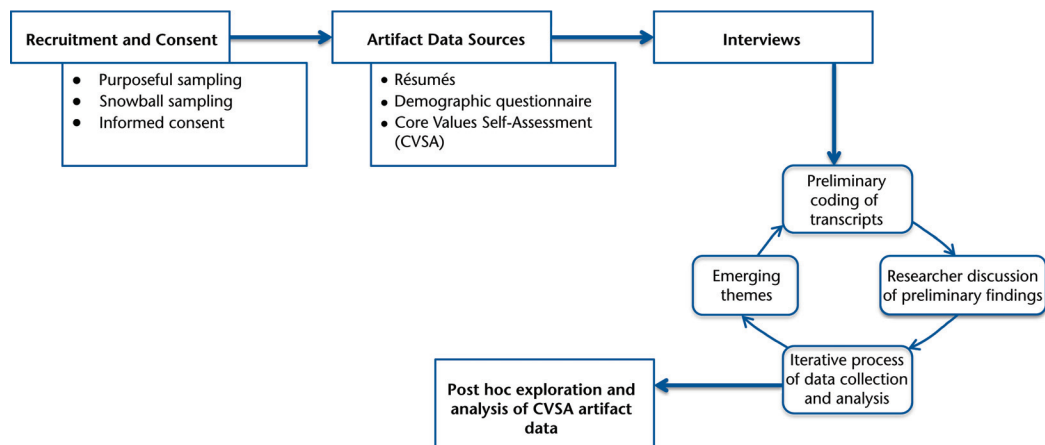 Recruitment and Consent
● Purposeful sampling
● Snowball sampling
● Informed consent
Artifact Data Sources
● Résumés
● Demographic questionnaire
● Core Values Self-Assessment
(CVSA)
Interviews
Preliminary
coding of
transcripts
Researcher discussion
of preliminary findings
Iterative process
of data collection
and analysis
Emerging
themes
Post hoc exploration and
analysis of CVSA artifact
data